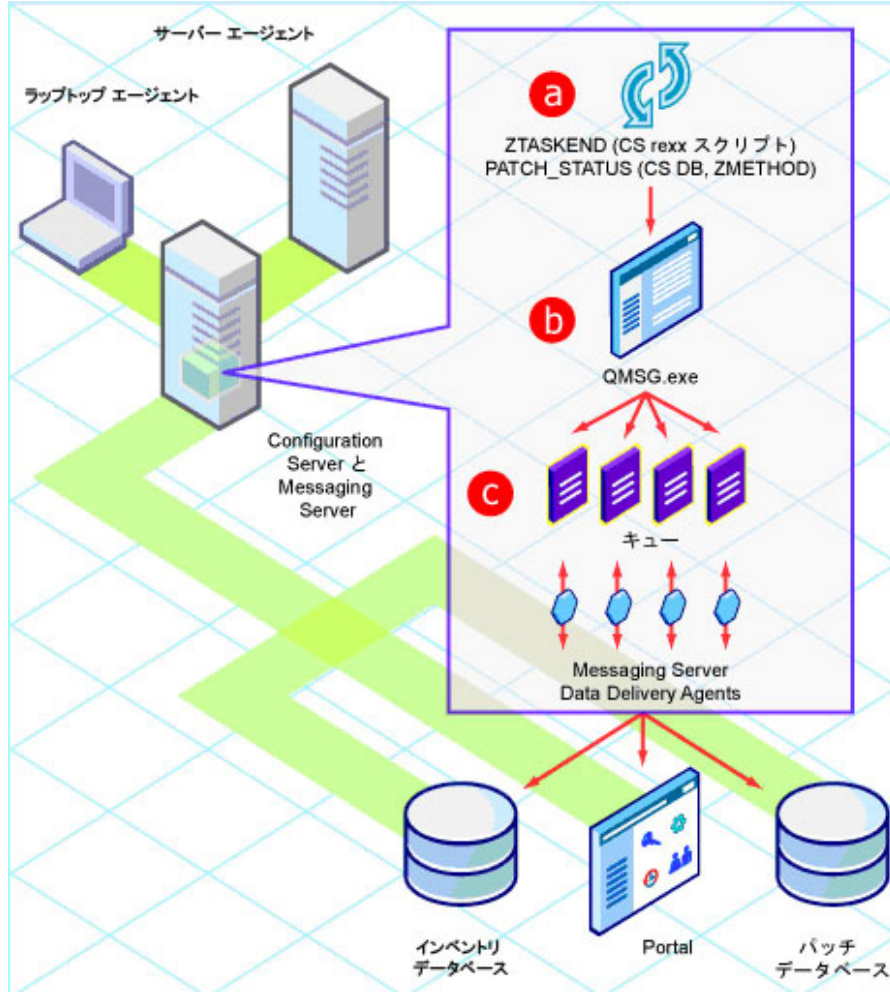 サーバー エージェント
ラップトップ エージェント
a
ZTASKEND (CS rexx スクリプト)
PATCH_STATUS (CS DB, ZMETHOD)
b
QMSG.exe
Configuration
Server と
Messaging
Server
c
キュー
Messaging Server
Data Delivery Agents
インベントリ
データベース
Portal
パッチ
データベース